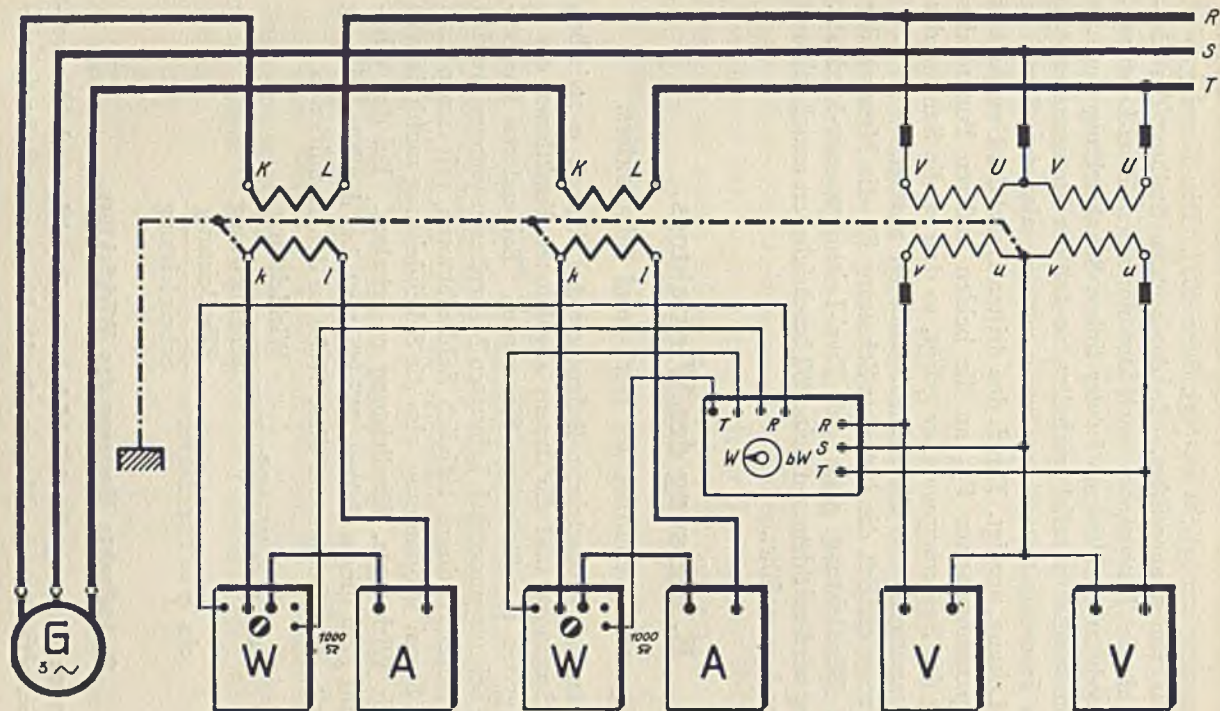 R
S
T
K L K L V U V U
k l k l v u v u
T R R
W bW S
T
G
3~
W 1000 Ω A W 1000 Ω A V V